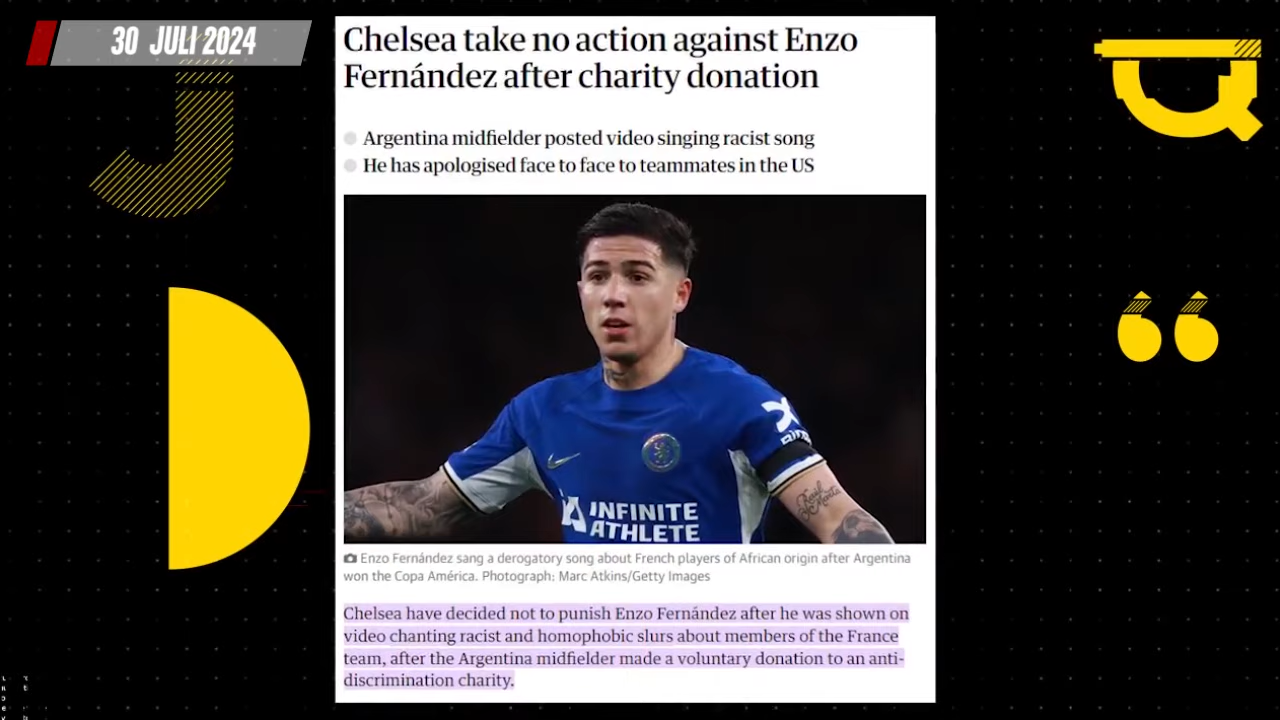 30 JULI 2024
Chelsea take no action against Enzo
Fernández after charity donation
Argentina midfielder posted video singing racist song
He has apologised face to face to teammates in the US
INFINITE
ATHLETE
Enzo Fernández sang a derogatory song about French players of African origin after Argentina
won the Copa América. Photograph: Marc Atkins/Getty Images
Chelsea have decided not to punish Enzo Fernández after he was shown on
video chanting racist and homophobic slurs about members of the France
team, after the Argentina midfielder made a voluntary donation to an anti-
discrimination charity.